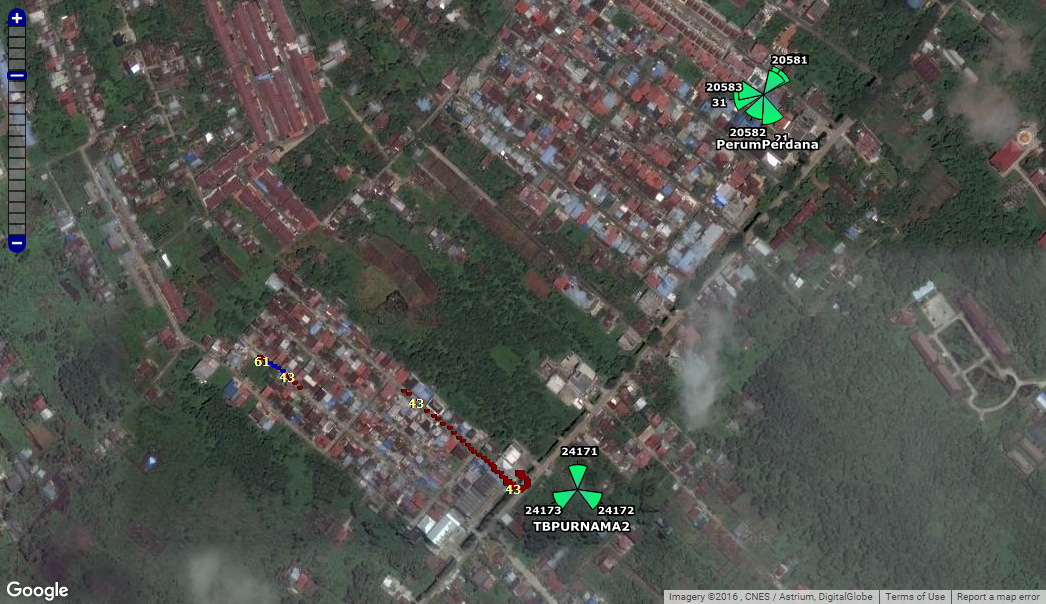 +
20581
20583
31
20582
21
PerumPerdana
61
43
43
43
24171
24173
24172
TBPURNAMA2
−
Google
Imagery ©2016 , CNES / Astrium, DigitalGlobe
Terms of Use
Report a map error